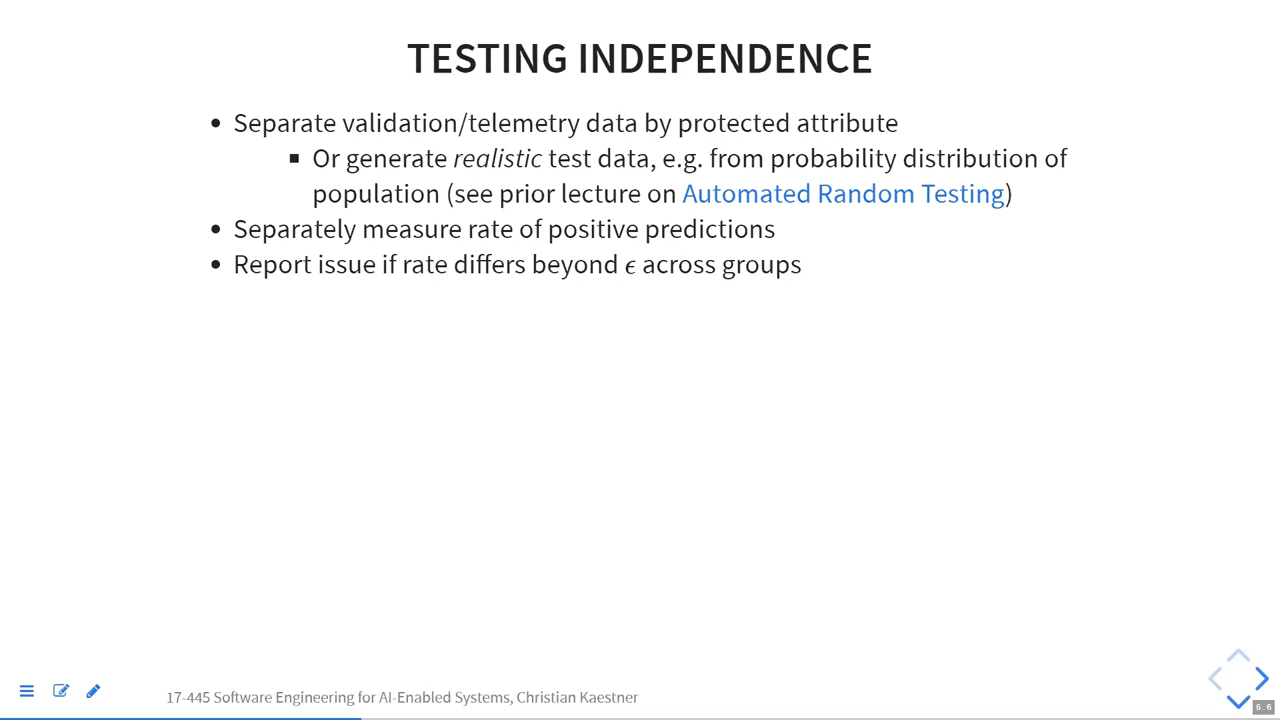 TESTING INDEPENDENCE
• Separate validation/telemetry data by protected attribute
▪ Or generate realistic test data, e.g. from probability distribution of
population (see prior lecture on Automated Random Testing)
• Separately measure rate of positive predictions
• Report issue if rate differs beyond ϵ across groups
17-445 Software Engineering for AI-Enabled Systems, Christian Kaestner
6.6